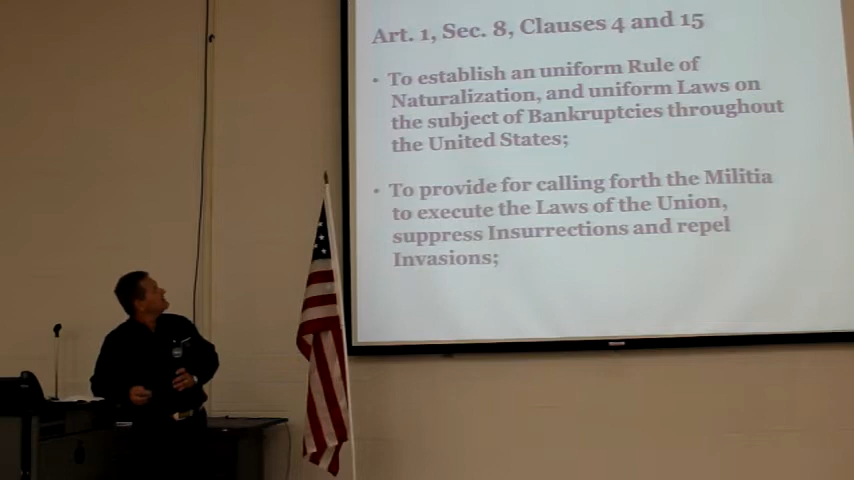 Art. 1, Sec. 8, Clauses 4 and 15
• To establish an uniform Rule of
Naturalization, and uniform Laws on
the subject of Bankruptcies throughout
the United States;
• To provide for calling forth the Militia
to execute the Laws of the Union,
suppress Insurrections and repel
Invasions;